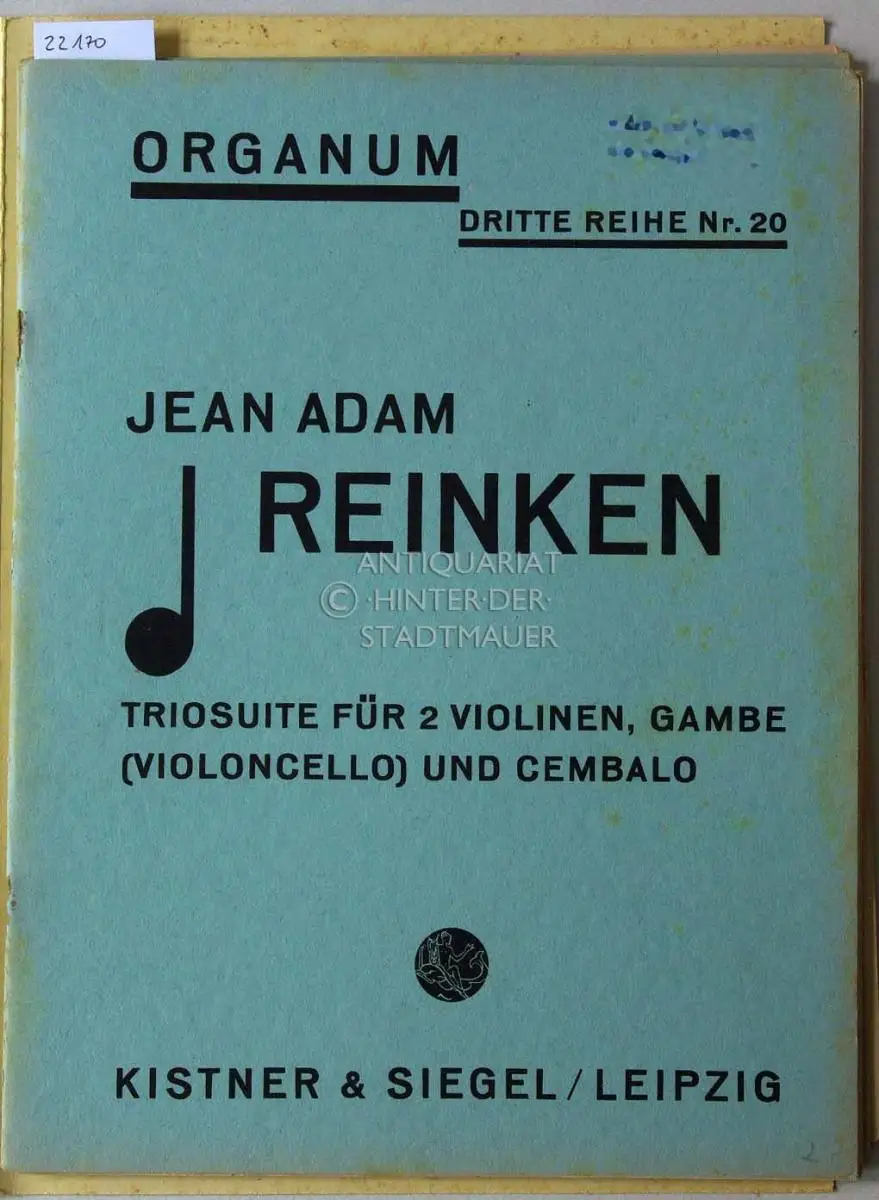 22170
ORGANUM
DRITTE REIHE Nr. 20
JEAN ADAM
REINKEN
ANTIQUARIAT
© ·HINTER·DER·
STADTMAUER
TRIOSUITE FÜR 2 VIOLINEN, GAMBE
(VIOLONCELLO) UND CEMBALO
KISTNER & SIEGEL / LEIPZIG
2